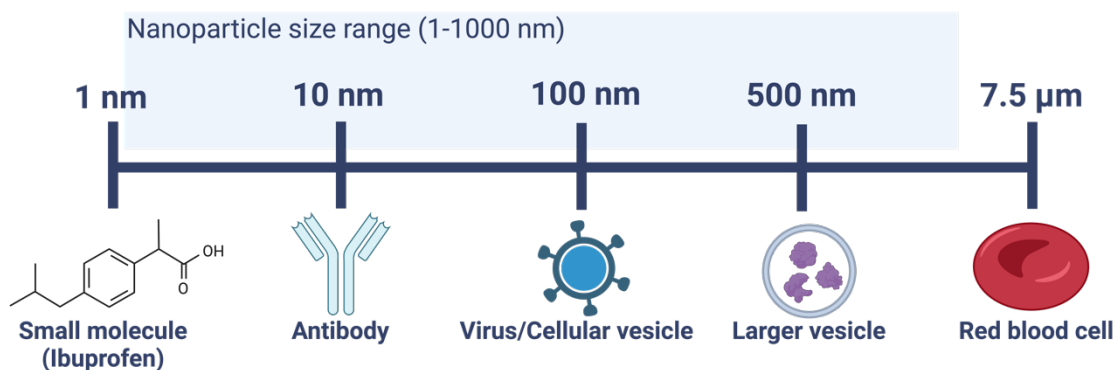 Nanoparticle size range (1-1000 nm)
1 nm
10 nm
100 nm
500 nm
7.5 µm
OH
O
Small molecule
(Ibuprofen)
Antibody
Virus/Cellular vesicle
Larger vesicle
Red blood cell